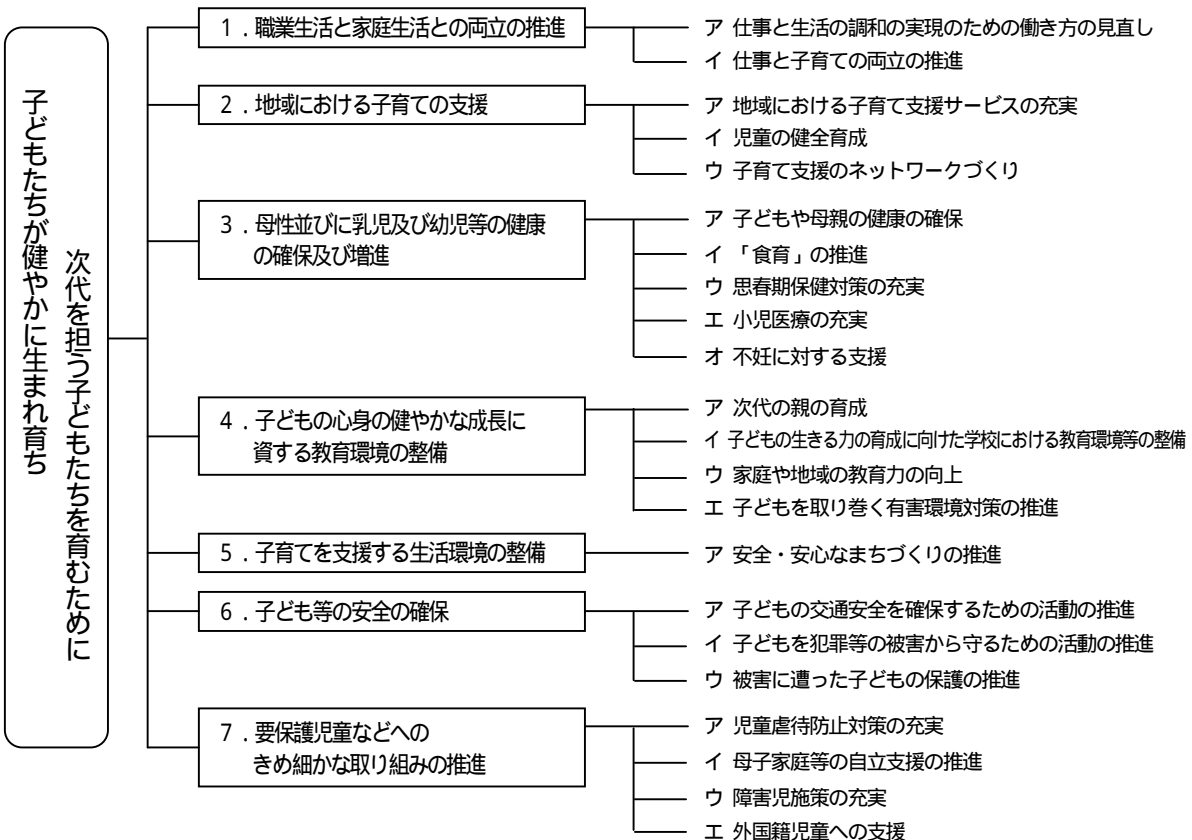 子どもたちが健やかに生まれ育ち
次代を担う子どもたちを育むために
1．職業生活と家庭生活との両立の推進
ア 仕事と生活の調和の実現のための働き方の見直し
イ 仕事と子育ての両立の推進
2．地域における子育ての支援
ア 地域における子育て支援サービスの充実
イ 児童の健全育成
ウ 子育て支援のネットワークづくり
3．母性並びに乳児及び幼児等の健康
の確保及び増進
ア 子どもや母親の健康の確保
イ 「食育」の推進
ウ 思春期保健対策の充実
エ 小児医療の充実
オ 不妊に対する支援
4．子どもの心身の健やかな成長に
資する教育環境の整備
ア 次代の親の育成
イ 子どもの生きる力の育成に向けた学校における教育環境等の整備
ウ 家庭や地域の教育力の向上
エ 子どもを取り巻く有害環境対策の推進
5．子育てを支援する生活環境の整備
ア 安全・安心なまちづくりの推進
6．子ども等の安全の確保
ア 子どもの交通安全を確保するための活動の推進
イ 子どもを犯罪等の被害から守るための活動の推進
ウ 被害に遭った子どもの保護の推進
7．要保護児童などへの
きめ細かな取り組みの推進
ア 児童虐待防止対策の充実
イ 母子家庭等の自立支援の推進
ウ 障害児施策の充実
エ 外国籍児童への支援